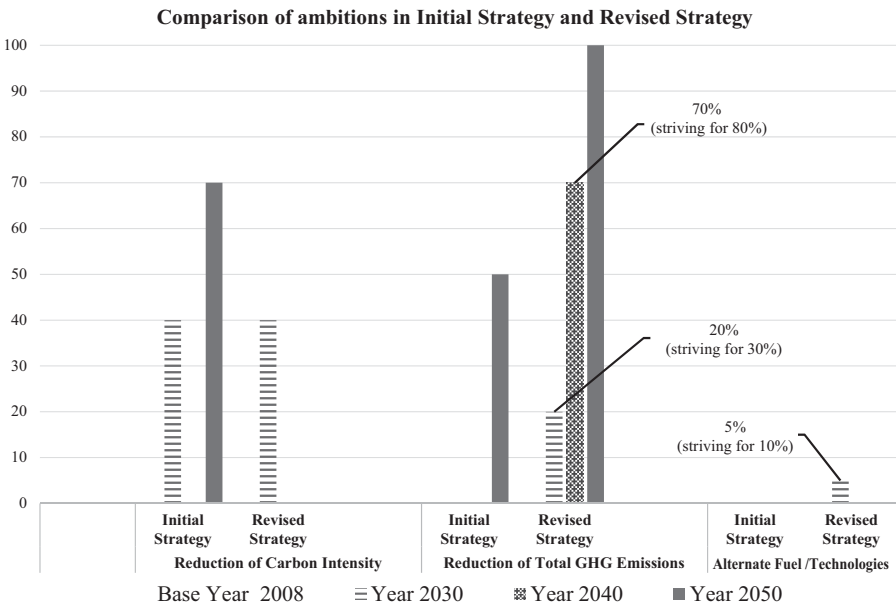 Comparison of ambitions in Initial Strategy and Revised Strategy
100
90
80
70
60
50
40
30
20
10
0
70%
(striving for 80%)
20%
(striving for 30%)
5%
(striving for 10%)
Initial
Strategy
Revised
Strategy
Initial
Strategy
Revised
Strategy
Initial
Strategy
Revised
Strategy
Reduction of Carbon Intensity
Reduction of Total GHG Emissions
Alternate Fuel /Technologies
Base Year 2008
Year 2030
Year 2040
Year 2050